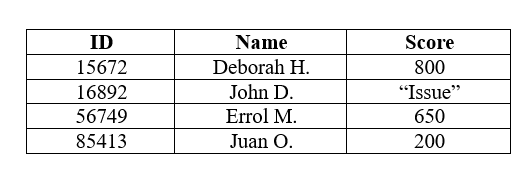 ID Name Score
15672 Deborah H. 800
16892 John D. “Issue”
56749 Errol M. 650
85413 Juan O. 200